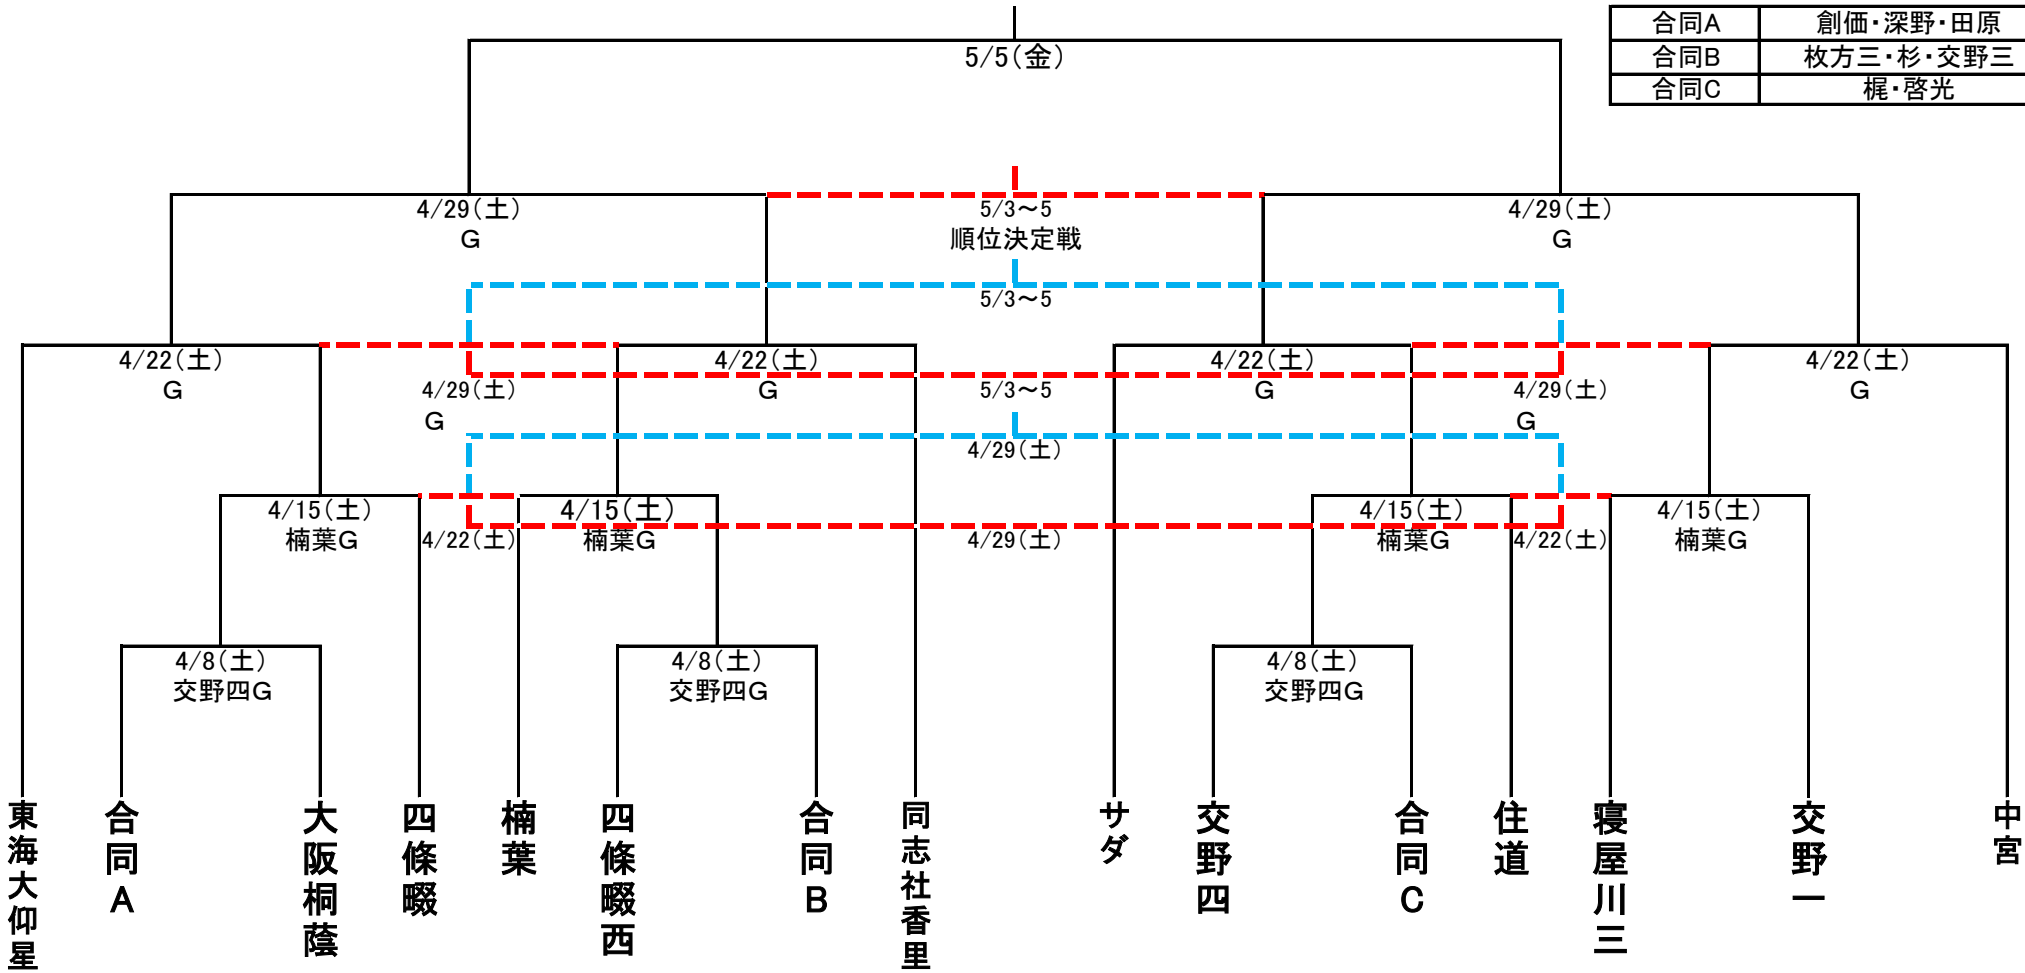 合同A 創価・深野・田原
合同B 枚方三・杉・交野三
合同C 梶・啓光
5/5(金)
4/29(土)
G
5/3～5
順位決定戦
4/29(土)
G
5/3～5
4/22(土)
G
4/22(土)
G
4/22(土)
G
4/22(土)
G
4/29(土)
G
5/3～5
4/29(土)
G
4/29(土)
4/15(土)
楠葉G
4/15(土)
楠葉G
4/15(土)
楠葉G
4/15(土)
楠葉G
4/22(土)
4/29(土)
4/22(土)
4/8(土)
交野四G
4/8(土)
交野四G
4/8(土)
交野四G
東海大仰星
合同A
大阪桐蔭
四條畷
楠葉
四條畷西
合同B
同志社香里
サダ
交野四
合同C
住道
寝屋川三
交野一
中宮